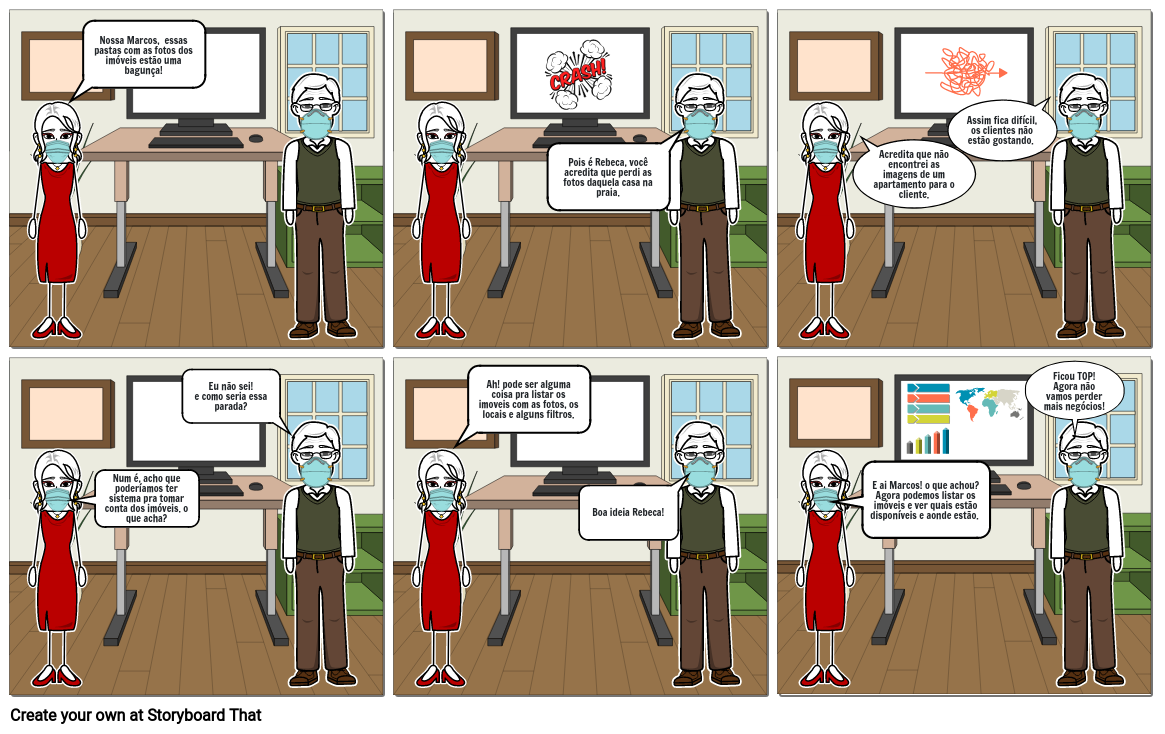 Nossa Marcos,  essas
pastas com as fotos dos
imóveis estão uma
bagunça!
CRASH!
Pois é Rebeca, você
acredita que perdi as
fotos daquela casa na
praia.
Assim fica difícil,
os clientes não
estão gostando.
Acredita que não
encontrei as
imagens de um
apartamento para o
cliente.
Eu não sei!
e como seria essa
parada?
Num é, acho que
poderíamos ter
sistema pra tomar
conta dos imóveis, o
que acha?
Ah! pode ser alguma
coisa pra listar os
imoveis com as fotos, os
locais e alguns filtros.
Boa ideia Rebeca!
Ficou TOP!
Agora não
vamos perder
mais negócios!
E ai Marcos! o que achou?
Agora podemos listar os
imóveis e ver quais estão
disponíveis e aonde estão.
Create your own at Storyboard That